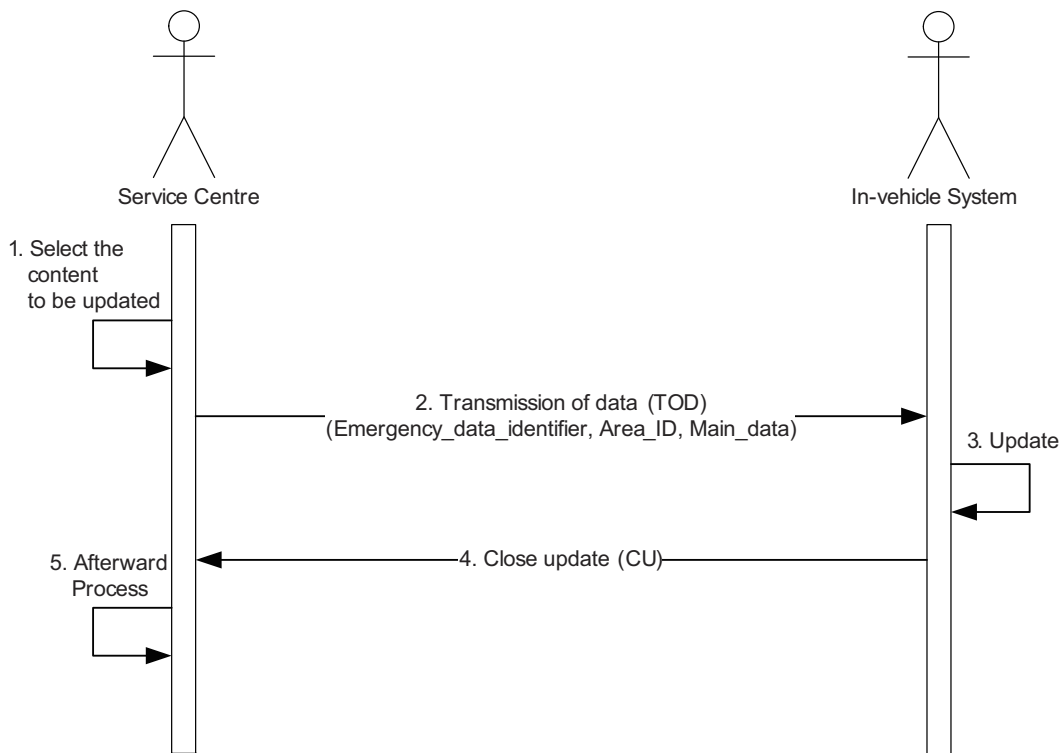 Service Centre
In-vehicle System
1. Select the
content
to be updated
2. Transmission of data (TOD)
(Emergency_data_identifier, Area_ID, Main_data)
3. Update
4. Close update (CU)
5. Afterward
Process